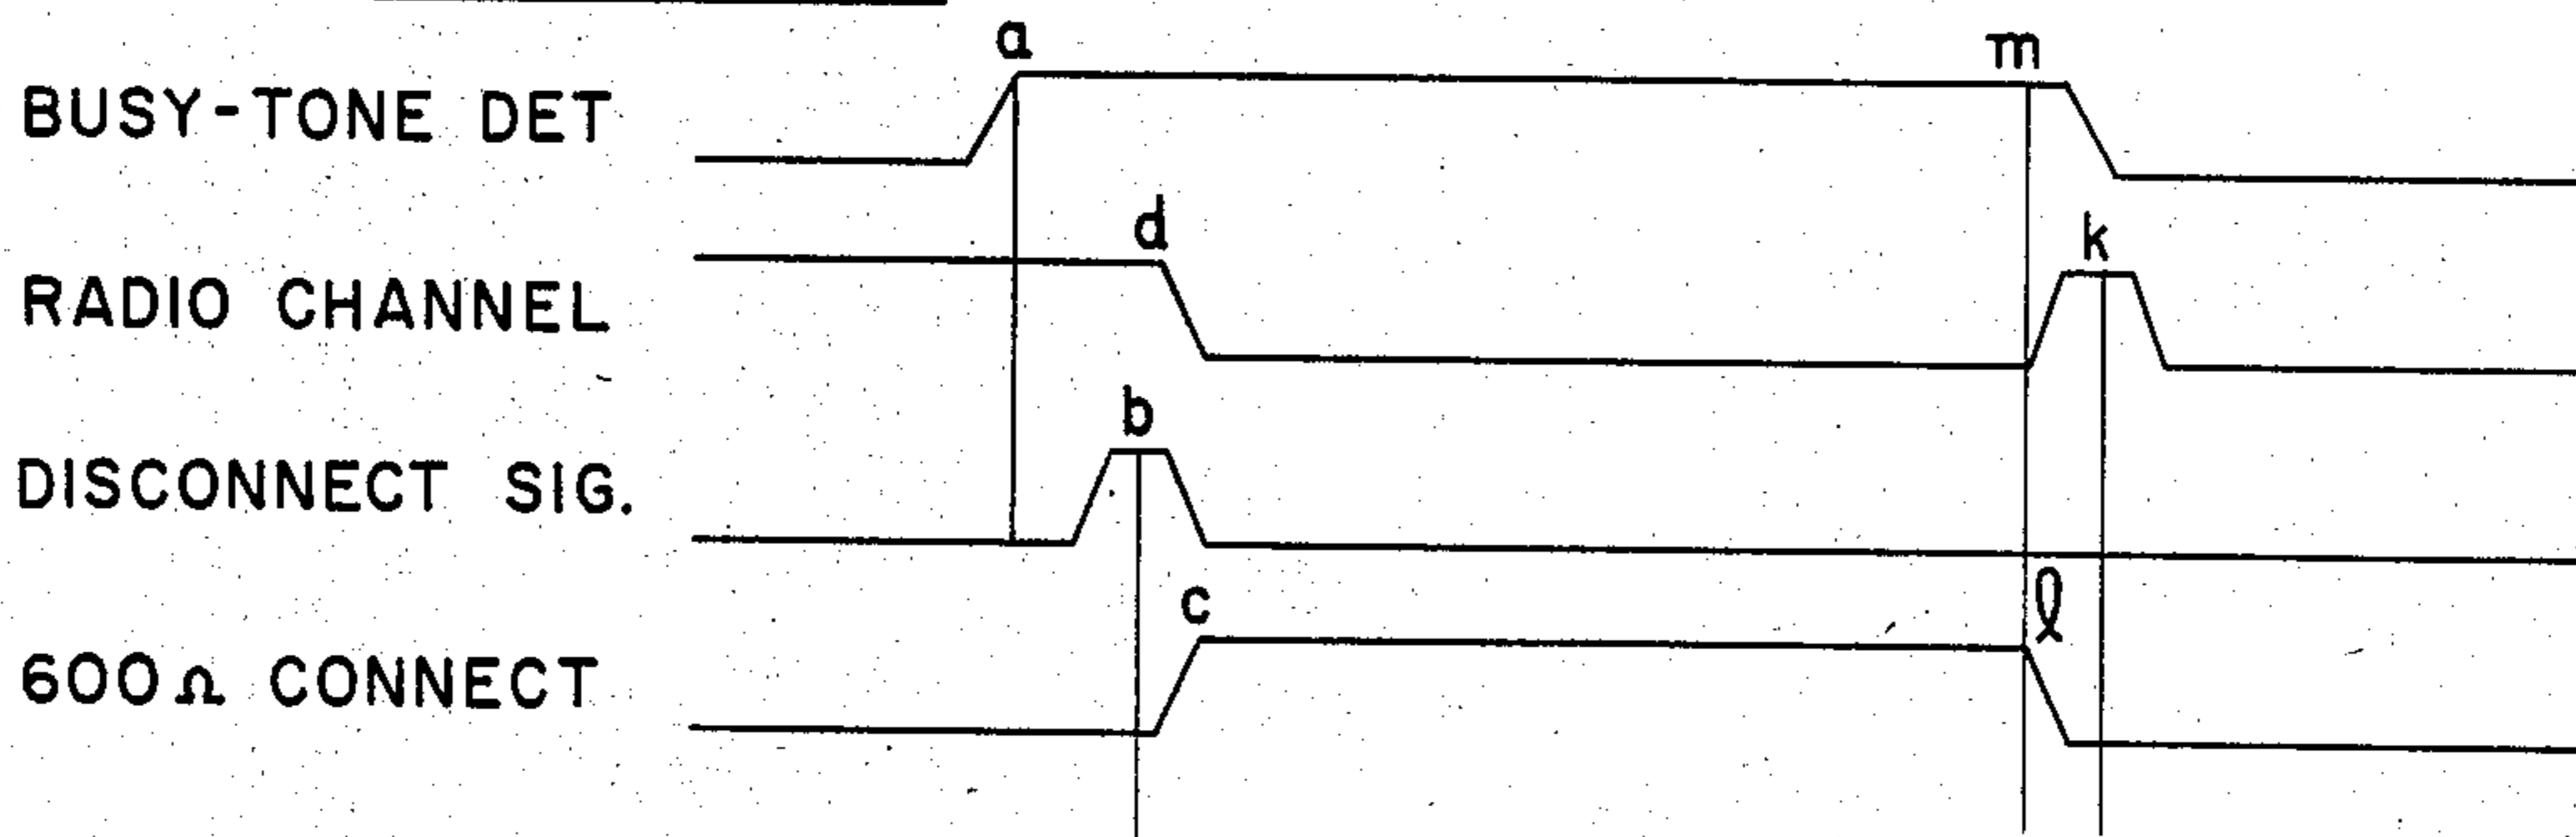 a
m
BUSY-TONE DET
d
k
RADIO CHANNEL
b
DISCONNECT SIG.
c
ℓ
600Ω CONNECT